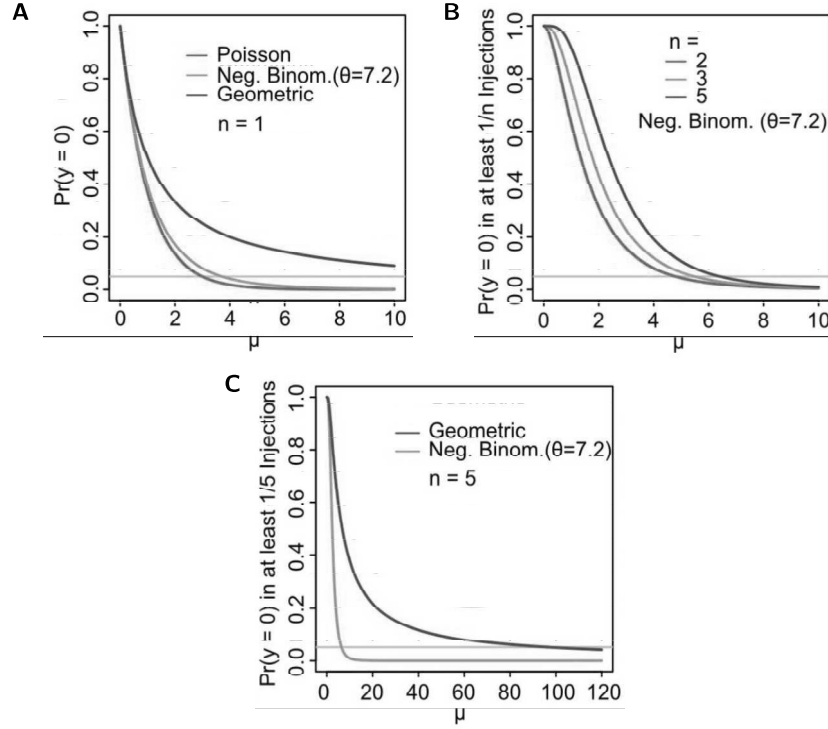 A
Pr(y = 0)
1.0
0.8
0.6
0.4
0.2
0.0
Poisson
Neg. Binom.(θ=7.2)
Geometric
n = 1
0 2 4 6 8 10
μ
B
Pr(y = 0) in at least 1/n Injections
1.0
0.8
0.6
0.4
0.2
0.0
n =
2
3
5
Neg. Binom. (θ=7.2)
0 2 4 6 8 10
μ
C
Pr(y = 0) in at least 1/5 Injections
1.0
0.8
0.6
0.4
0.2
0.0
Geometric
Neg. Binom.(θ=7.2)
n = 5
0 20 40 60 80 100 120
μ